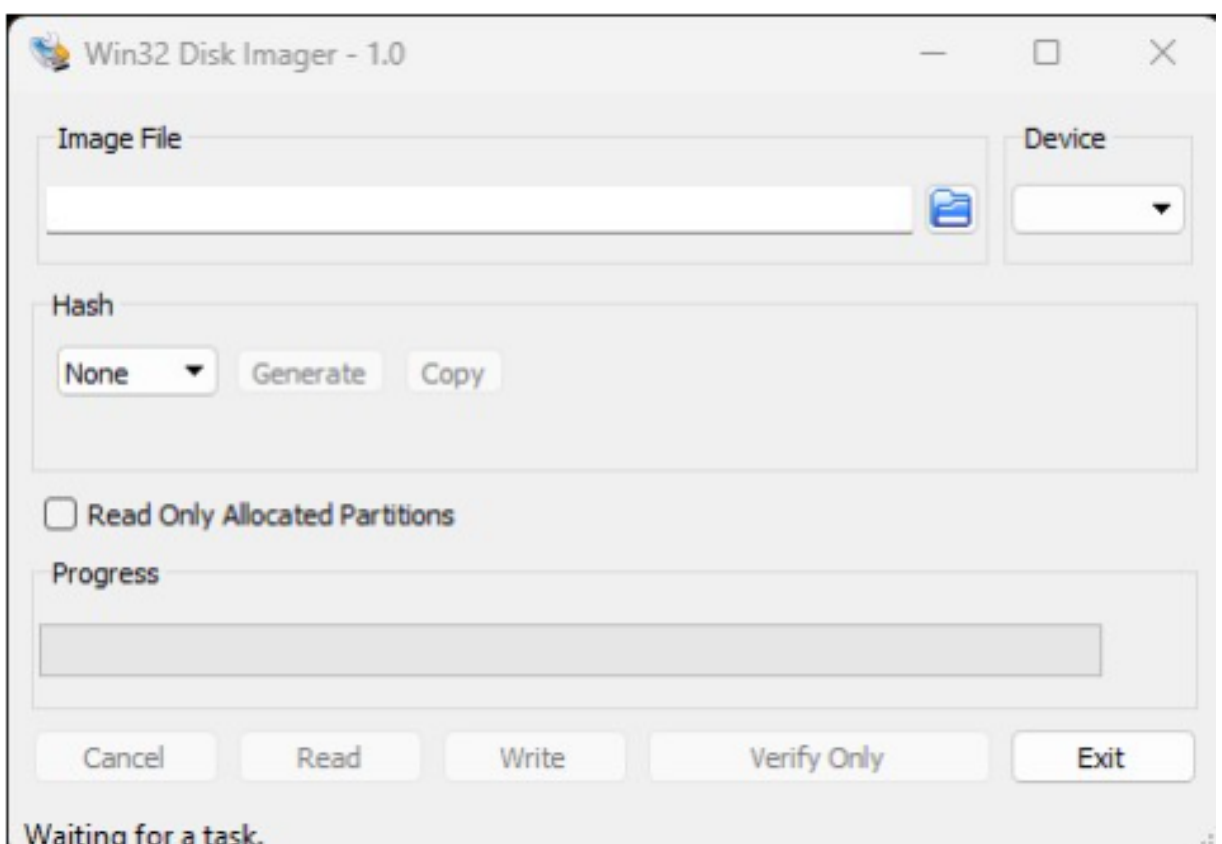 Win32 Disk Imager - 1.0
Image File
Device
Hash
None Generate Copy
Read Only Allocated Partitions
Progress
Cancel Read Write Verify Only Exit
Waiting for a task.